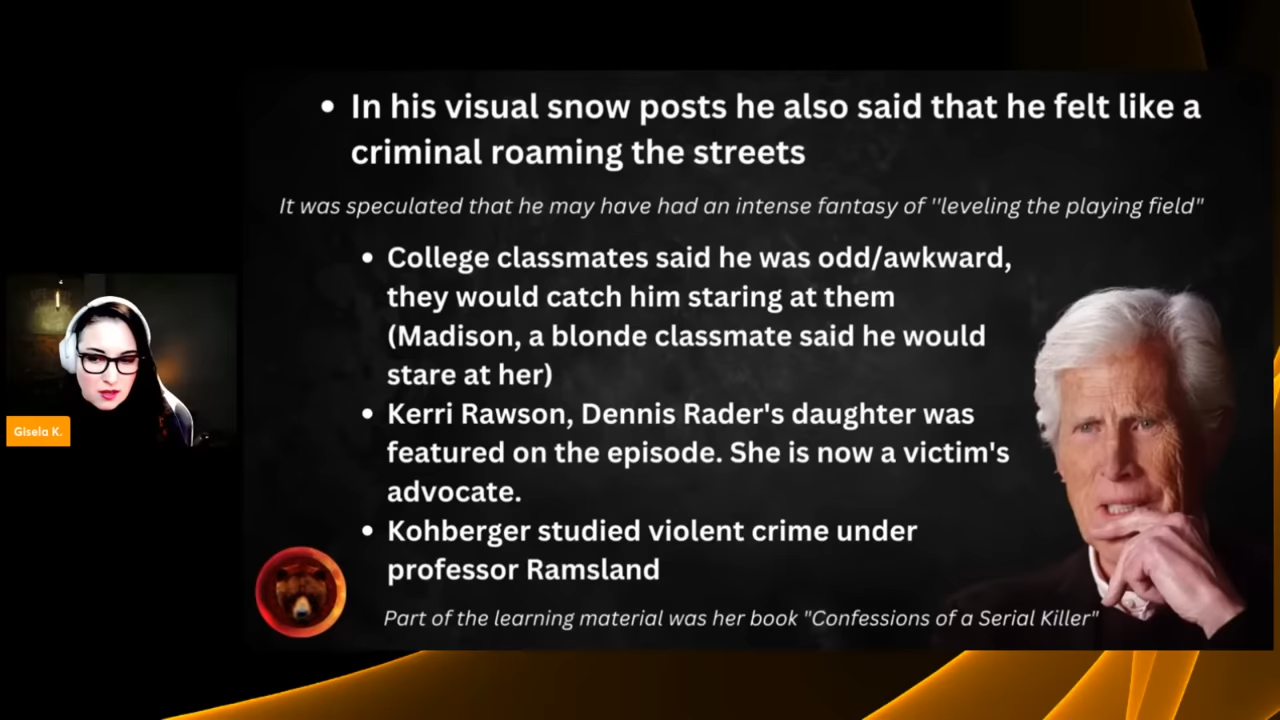 In his visual snow posts he also said that he felt like a
criminal roaming the streets
It was speculated that he may have had an intense fantasy of ''leveling the playing field"
College classmates said he was odd/awkward,
they would catch him staring at them
(Madison, a blonde classmate said he would
stare at her)
Kerri Rawson, Dennis Rader's daughter was
featured on the episode. She is now a victim's
advocate.
Kohberger studied violent crime under
professor Ramsland
Part of the learning material was her book "Confessions of a Serial Killer"
Gisela K.